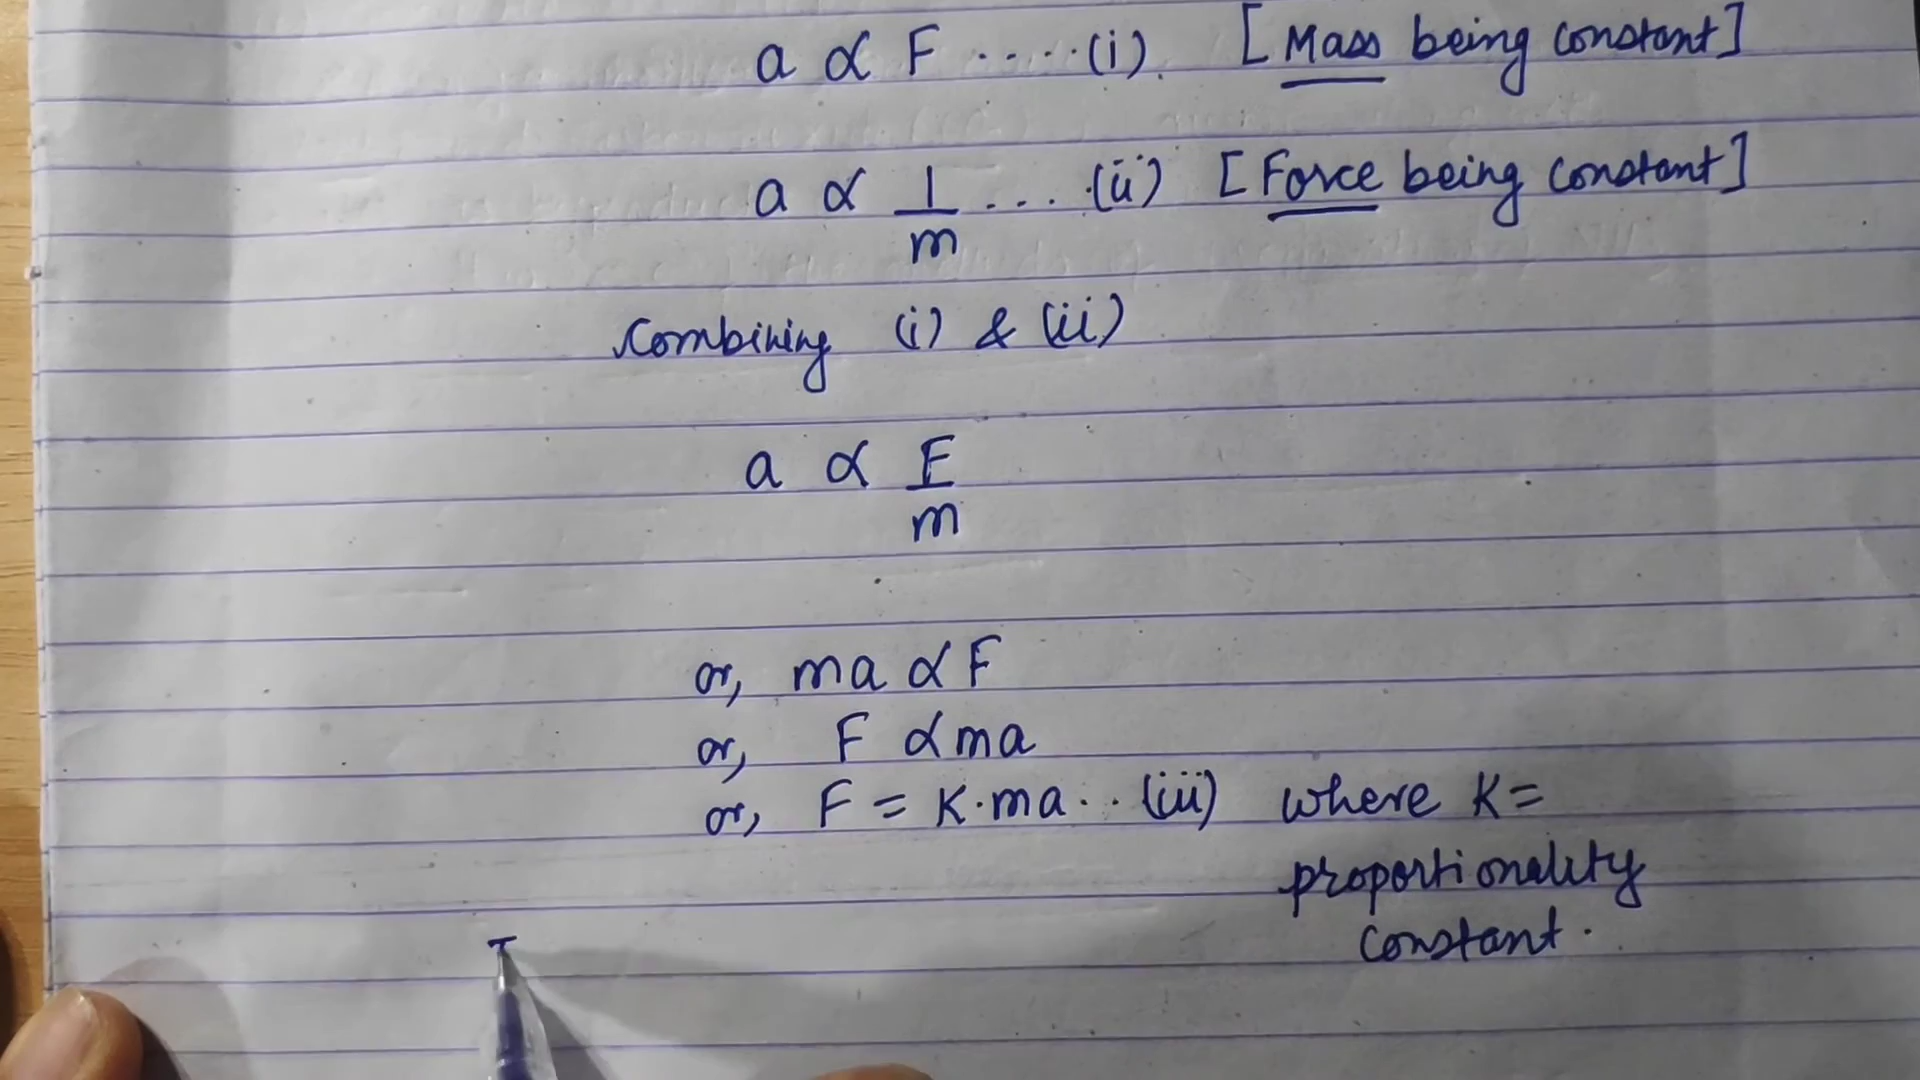 a ∝ F ..... (i). [Mass being constant]
a ∝ 1/m ... (ii) [Force being constant]
Combining (i) & (ii)
a ∝ F/m
or, ma ∝ F
or, F ∝ ma
or, F = K.ma .. (iii) where K =
proportionality
constant.